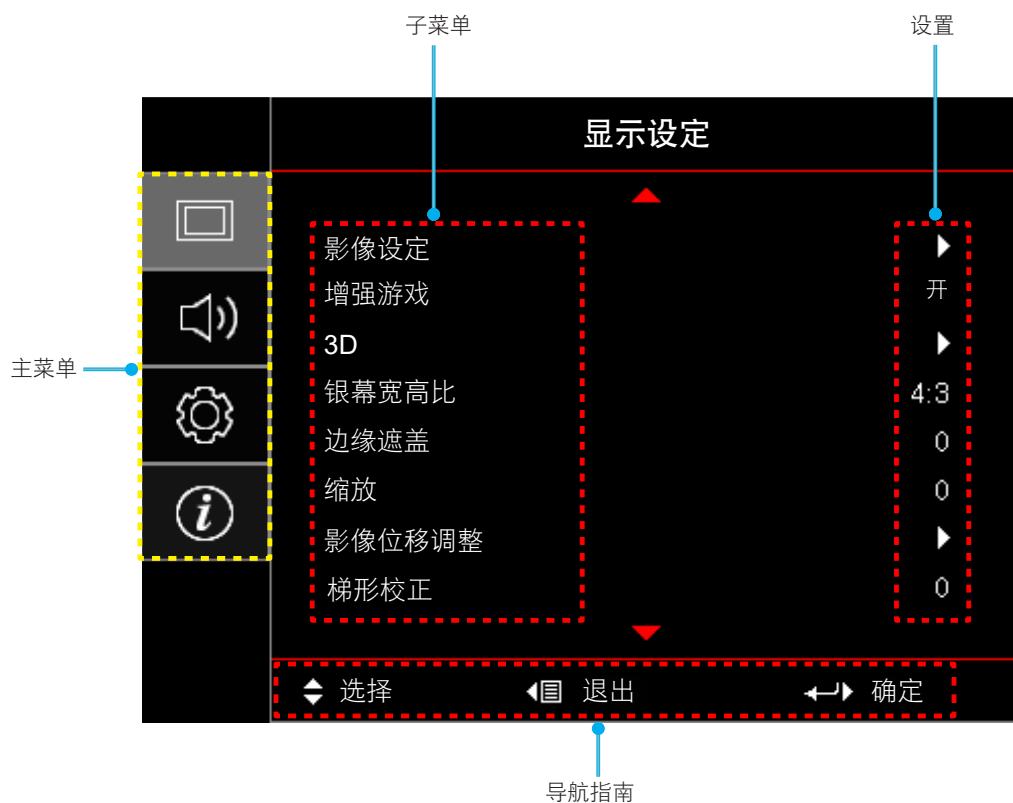 子菜单 设置
显示设定
影像设定
增强游戏 开
3D
主菜单
银幕宽高比 4:3
边缘遮盖 0
缩放 0
影像位移调整
梯形校正 0
选择 退出 确定
导航指南